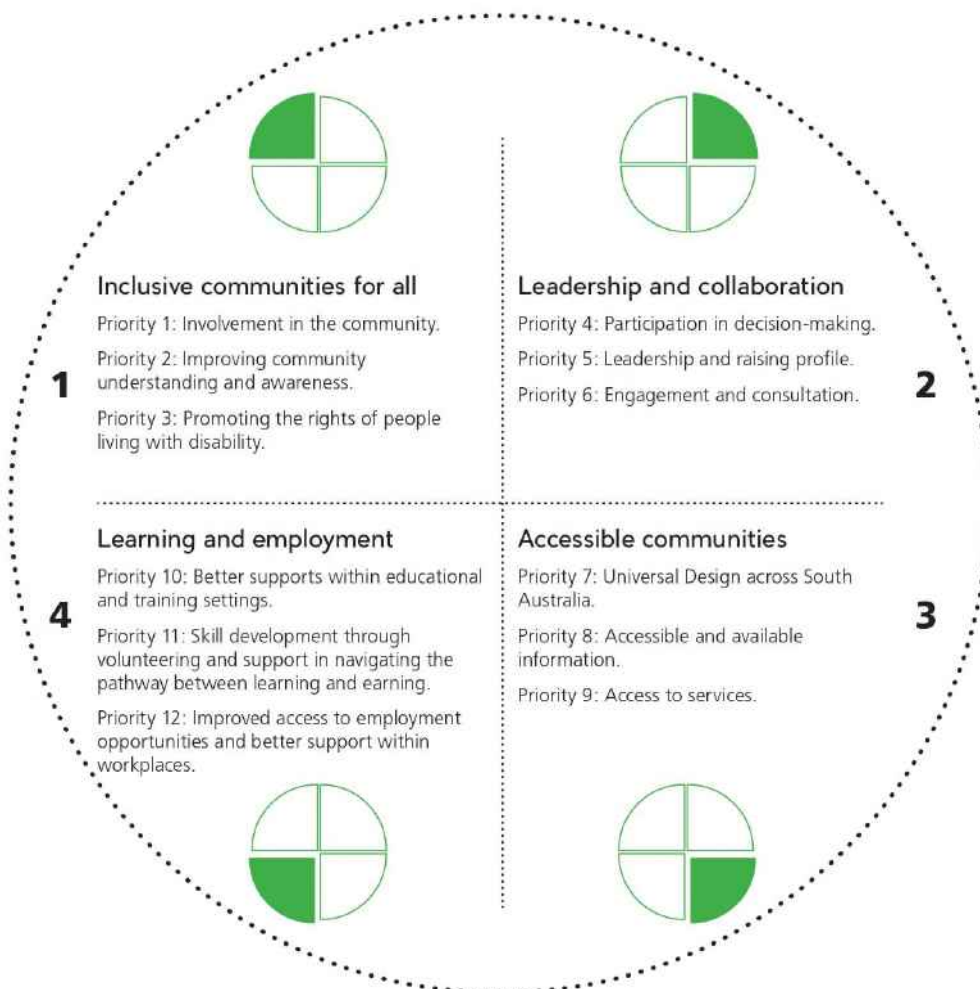 Inclusive communities for all
Priority 1: Involvement in the community.
Priority 2: Improving community
understanding and awareness.
1
Priority 3: Promoting the rights of people
living with disability.
Leadership and collaboration
Priority 4: Participation in decision-making.
Priority 5: Leadership and raising profile.
2
Priority 6: Engagement and consultation.
Accessible communities
Priority 7: Universal Design across South
Australia.
3
Priority 8: Accessible and available
information.
Priority 9: Access to services.
Learning and employment
Priority 10: Better supports within educational
and training settings.
4
Priority 11: Skill development through
volunteering and support in navigating the
pathway between learning and earning.
Priority 12: Improved access to employment
opportunities and better support within
workplaces.